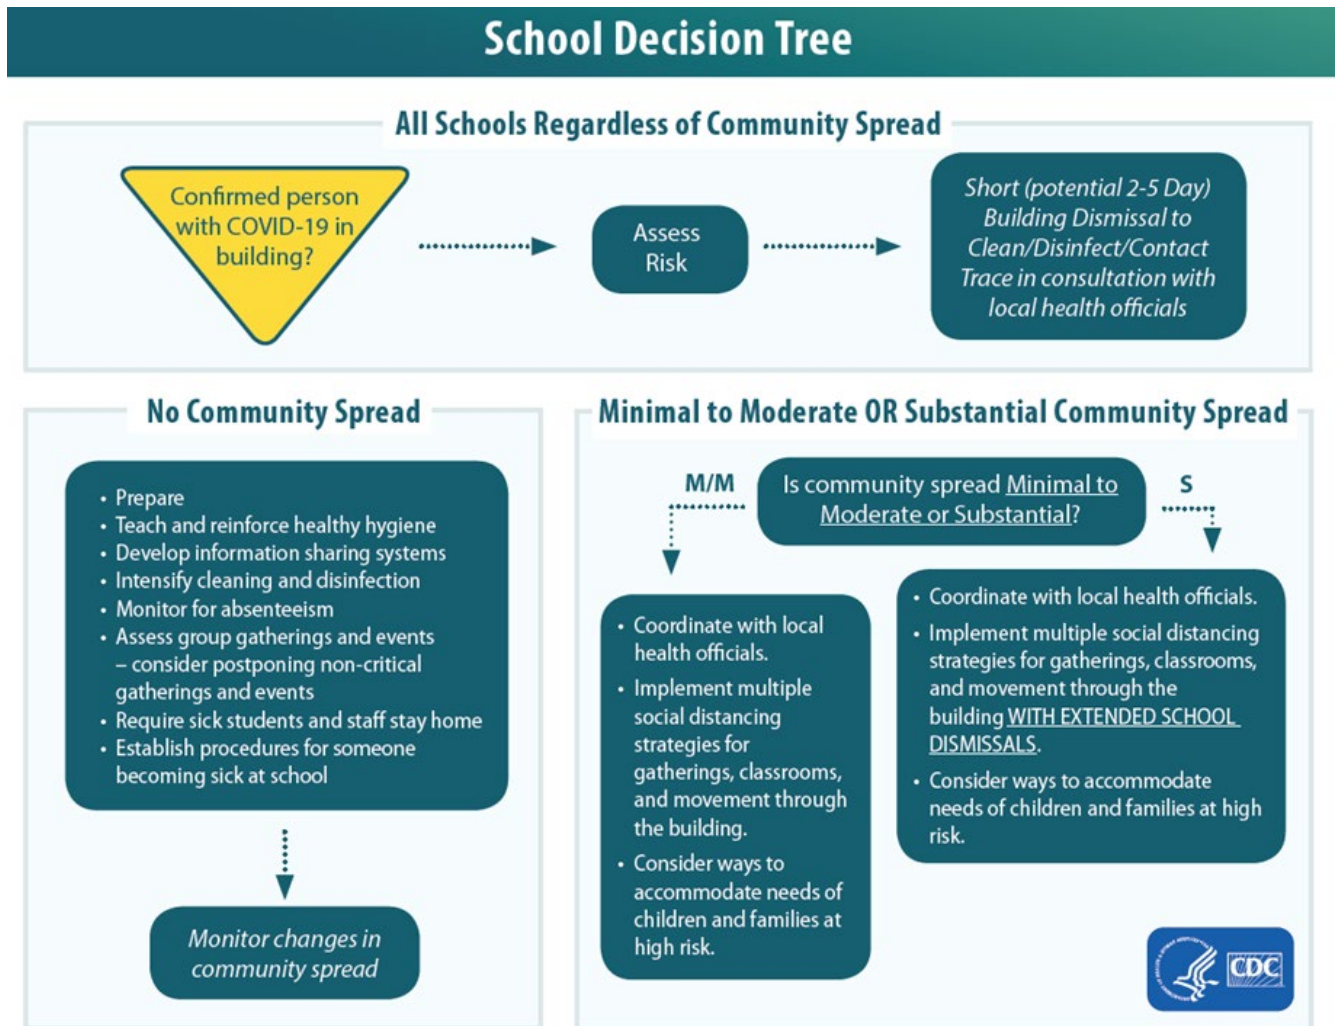 School Decision Tree
All Schools Regardless of Community Spread
Confirmed person
with COVID-19 in
building?
Assess
Risk
Short (potential 2-5 Day)
Building Dismissal to
Clean/Disinfect/Contact
Trace in consultation with
local health officials
No Community Spread
• Prepare
• Teach and reinforce healthy hygiene
• Develop information sharing systems
• Intensify cleaning and disinfection
• Monitor for absenteeism
• Assess group gatherings and events
– consider postponing non-critical
gatherings and events
• Require sick students and staff stay home
• Establish procedures for someone
becoming sick at school
Monitor changes in
community spread
Minimal to Moderate OR Substantial Community Spread
Is community spread Minimal to
Moderate or Substantial?
M/M
S
• Coordinate with local
health officials.
• Implement multiple
social distancing
strategies for
gatherings, classrooms,
and movement through
the building.
• Consider ways to
accommodate needs of
children and families at
high risk.
• Coordinate with local health officials.
• Implement multiple social distancing
strategies for gatherings, classrooms,
and movement through the
building WITH EXTENDED SCHOOL
DISMISSALS.
• Consider ways to accommodate
needs of children and families at high
risk.
CDC